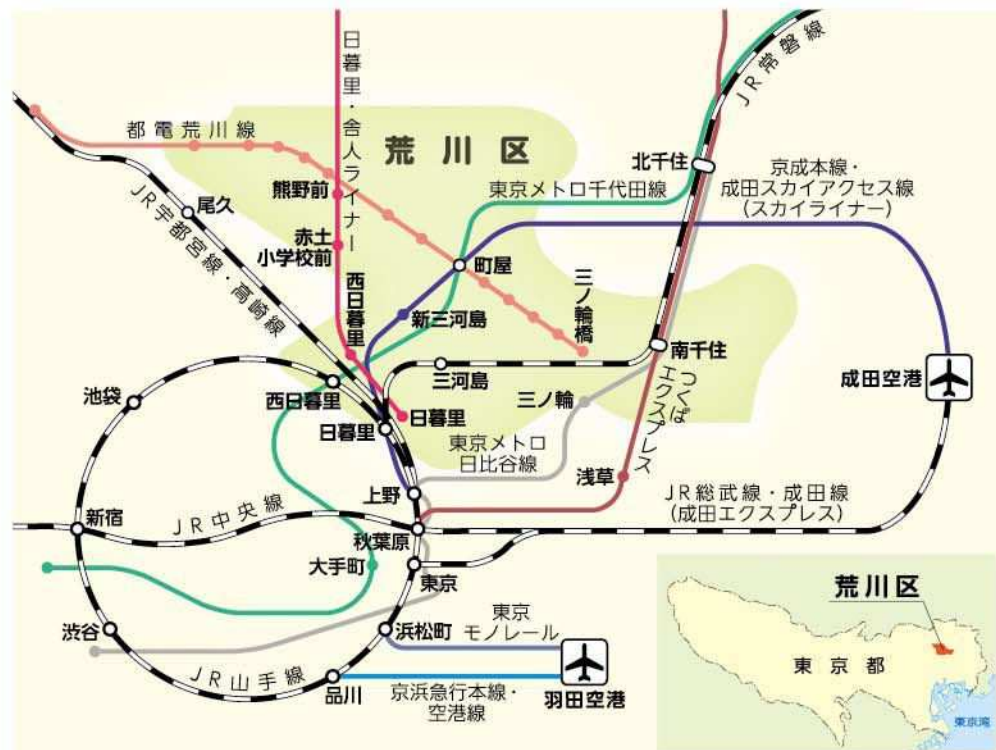 日暮里・舎人ライナー
都電荒川線
荒川区
JR常磐線
北千住
京成本線・
成田スカイアクセス線
(スカイライナー)
東京メトロ千代田線
熊野前
尾久
JR宇都宮線・高崎線
赤土
小学校前
西日暮里
町屋
新三河島
三ノ輪橋
南千住
三河島
成田空港
池袋
西日暮里
日暮里
日暮里
三ノ輪
つくば
エクスプレス
東京メトロ
日比谷線
浅草
上野
JR総武線・成田線
(成田エクスプレス)
新宿
JR中央線
秋葉原
大手町
東京
渋谷
浜松町
東京
モノレール
JR山手線
品川
京浜急行本線・
空港線
羽田空港
荒川区
東京都
東京湾